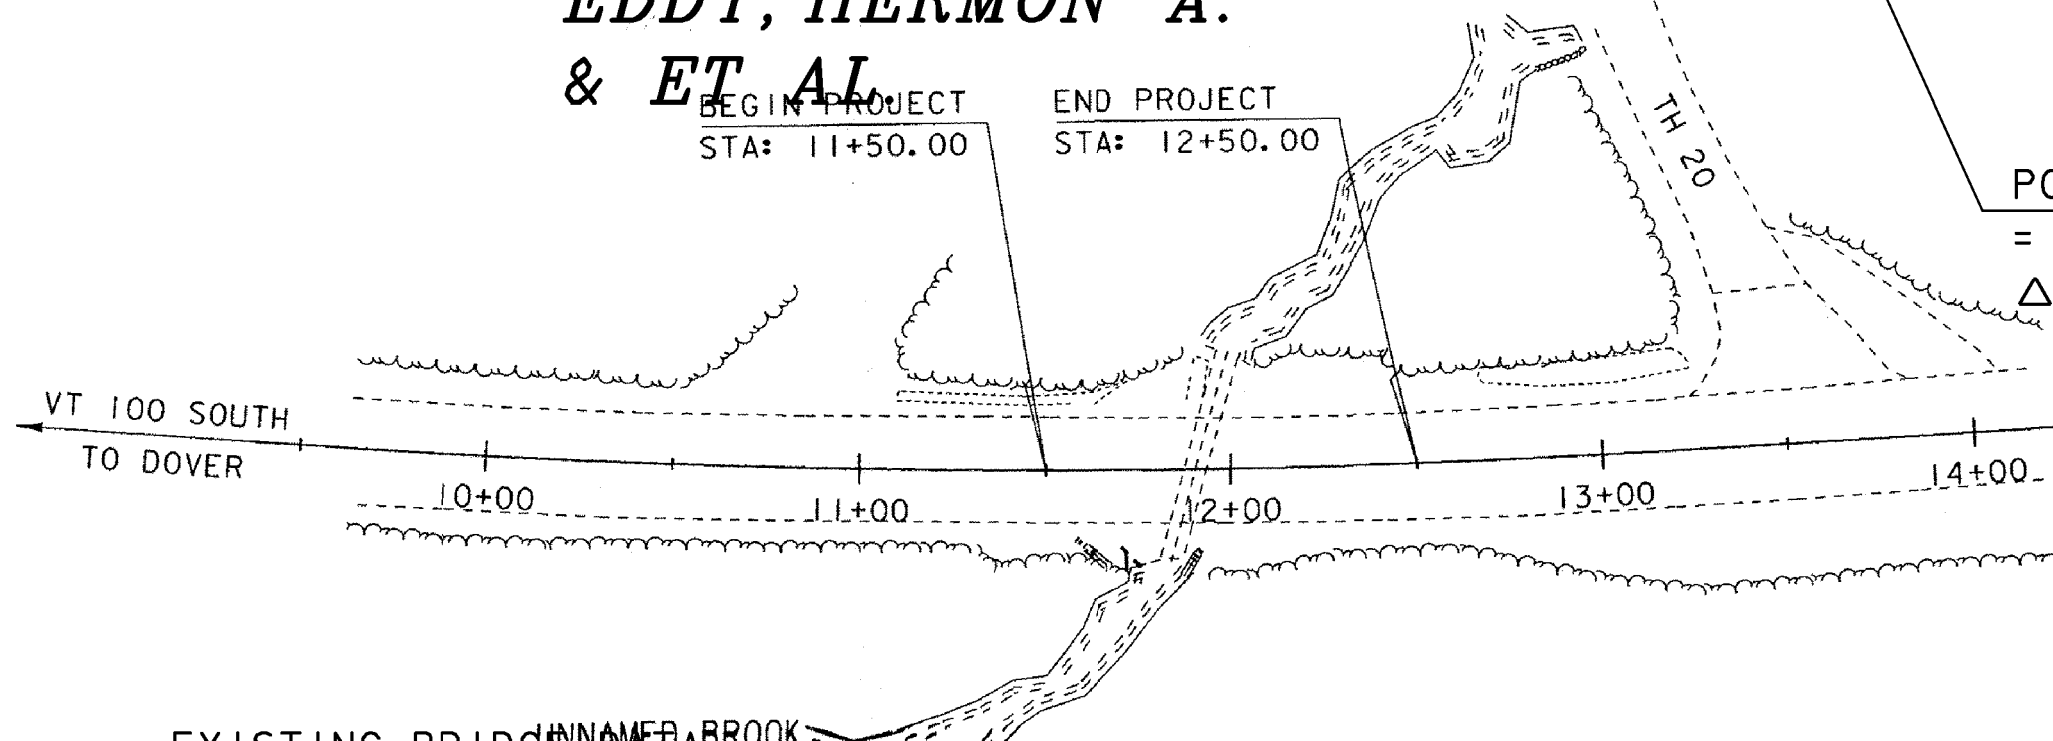 EDDY, HERMON A.
& ET AL.
BEGIN PROJECT
STA: 11+50.00
END PROJECT
STA: 12+50.00
TH 20
=
△
VT 100 SOUTH
TO DOVER
10+00
11+00
12+00
13+00
14+00
UNNAMED BROOK
EXISTING